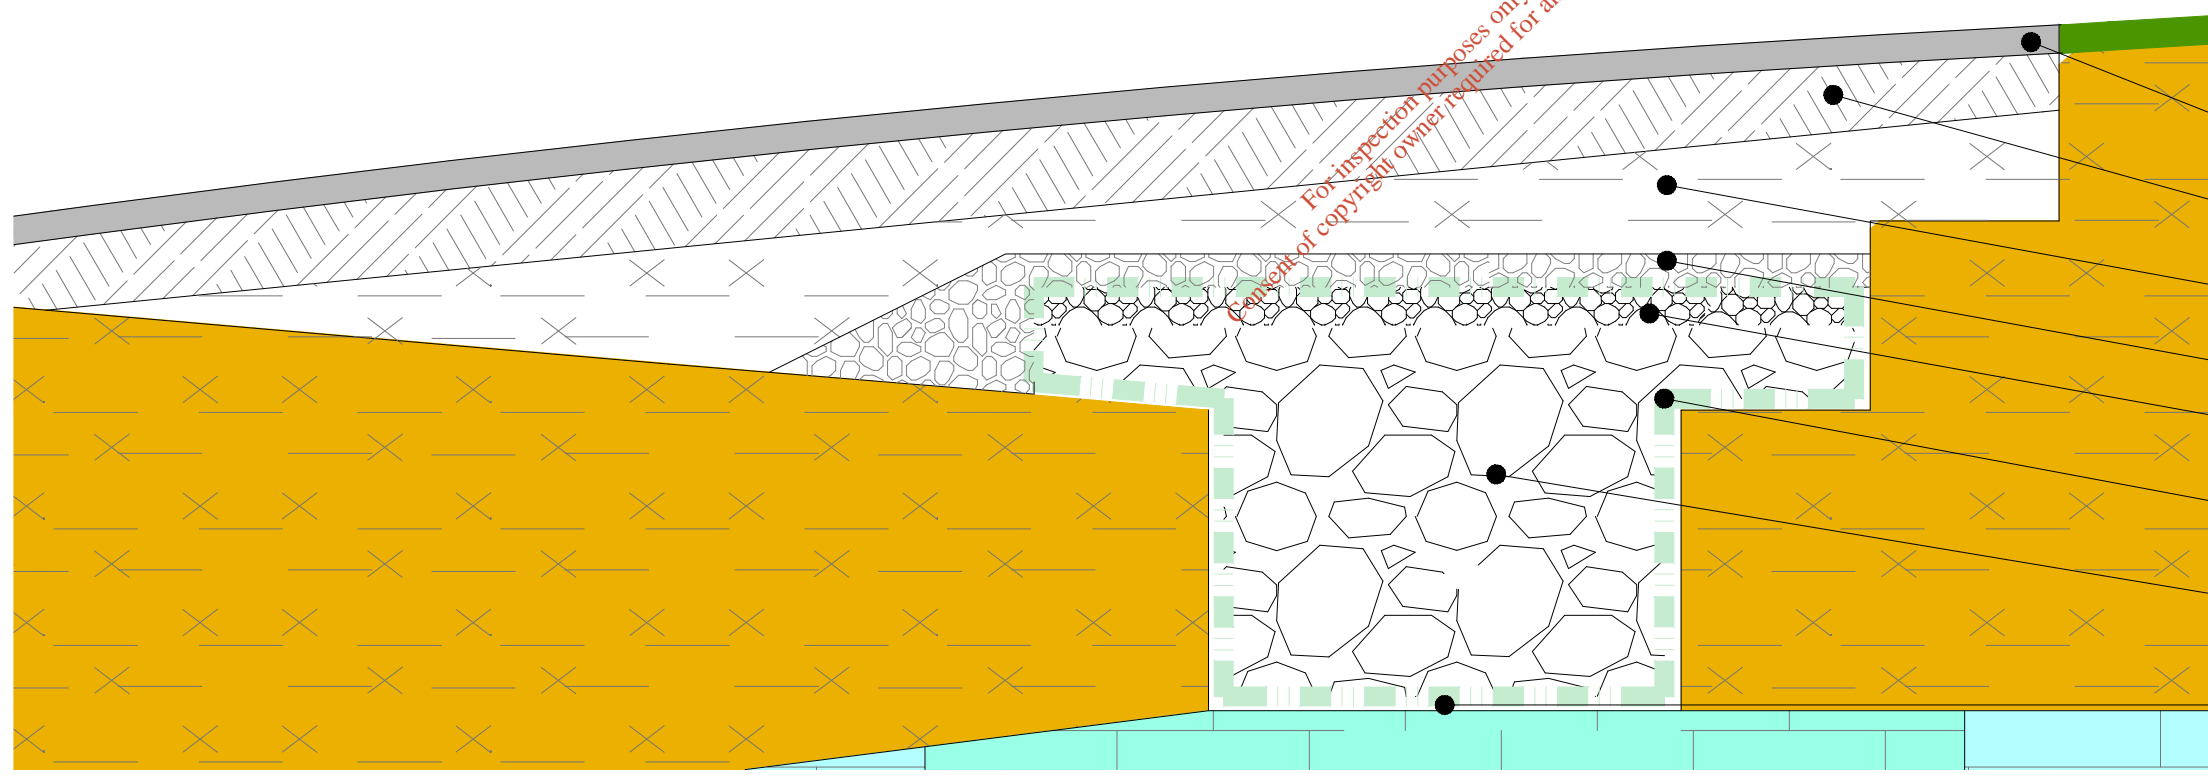 For inspection purposes only
Consent of copyright owner required for